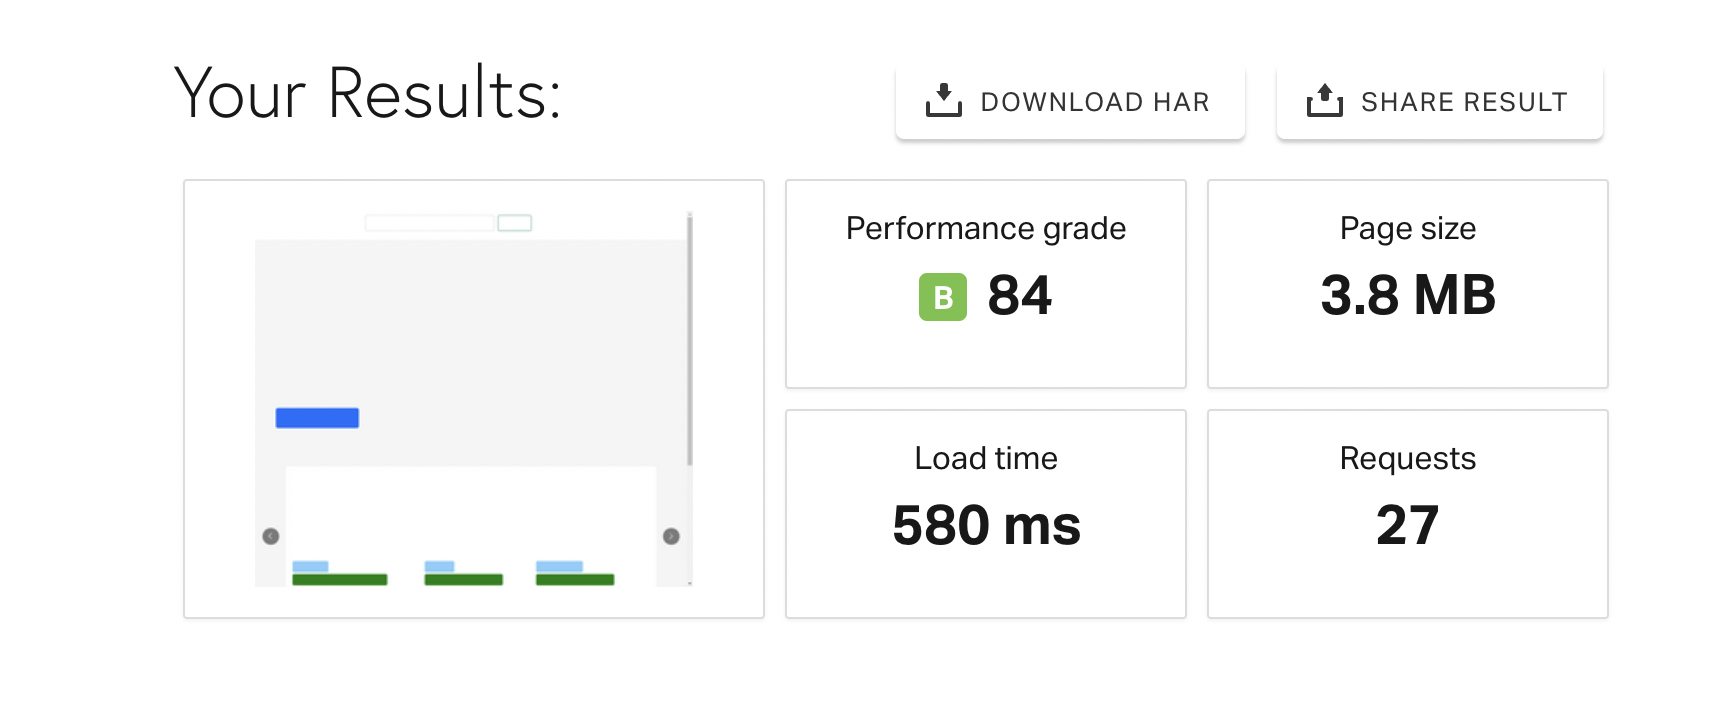 Your Results:
DOWNLOAD HAR
SHARE RESULT
Performance grade
B 84
Page size
3.8 MB
Load time
580 ms
Requests
27